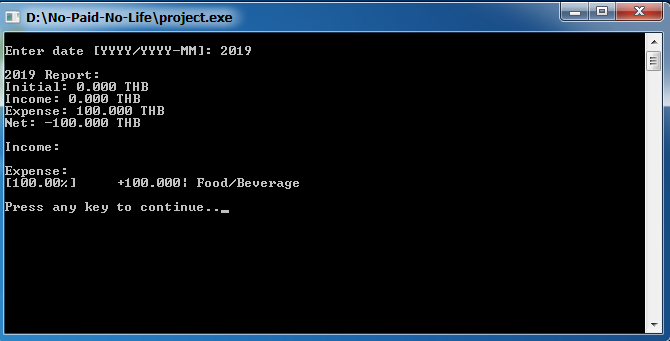 D:\No-Paid-No-Life\project.exe
Enter date [YYYY/YYYY-MM]: 2019
2019 Report:
Initial: 0.000 THB
Income: 0.000 THB
Expense: 100.000 THB
Net: -100.000 THB
Income:
Expense:
[100.00%]     +100.000¦ Food/Beverage
Press any key to continue..